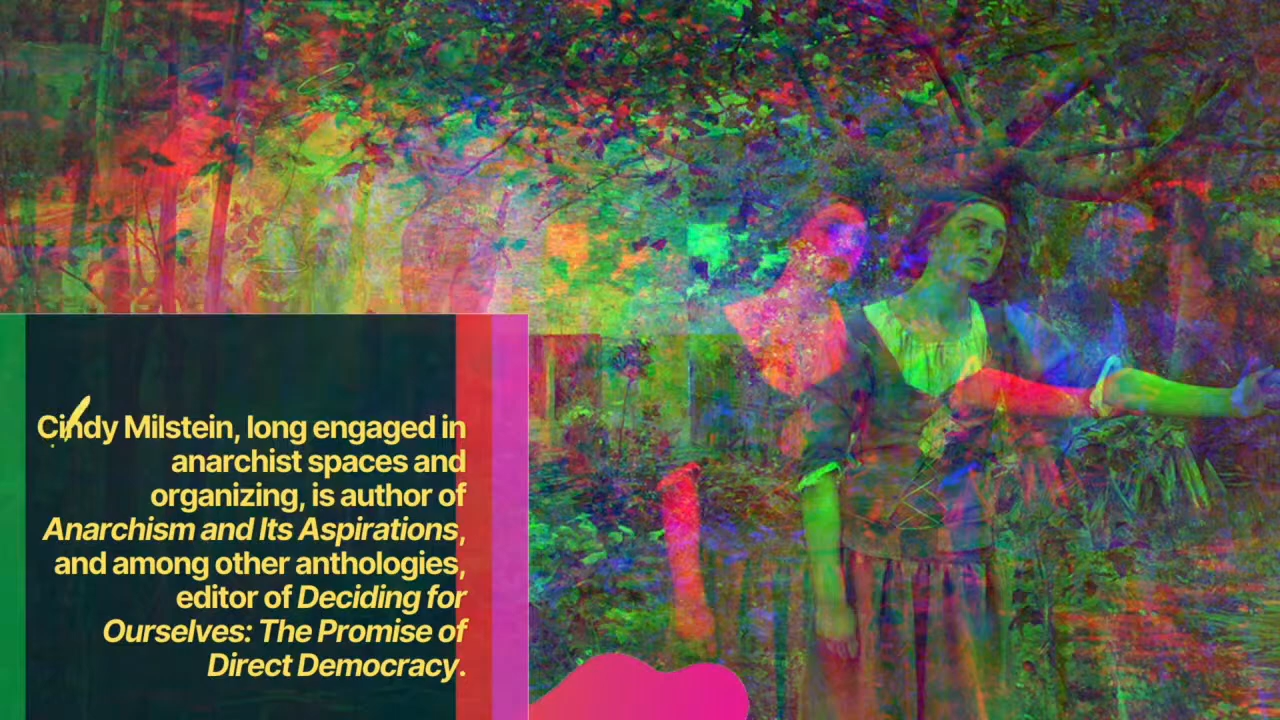 Cindy Milstein, long engaged in
anarchist spaces and
organizing, is author of
Anarchism and Its Aspirations,
and among other anthologies,
editor of Deciding for
Ourselves: The Promise of
Direct Democracy.